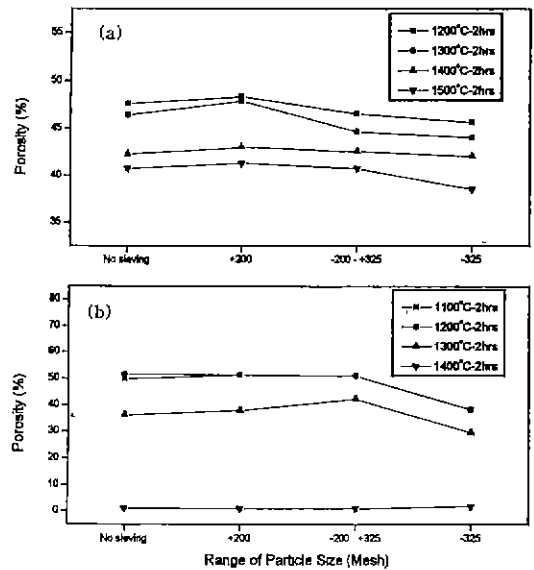 (a)
1200°C-2hrs
1300°C-2hrs
1400°C-2hrs
1500°C-2hrs
Porosity (%)
55
50
45
40
35
No sieving
+200
-200 - +325
-325
(b)
1100°C-2hrs
1200°C-2hrs
1300°C-2hrs
1400°C-2hrs
Porosity (%)
80
70
60
50
40
30
20
10
0
No sieving
+200
-200 - +325
-325
Range of Particle Size (Mesh)